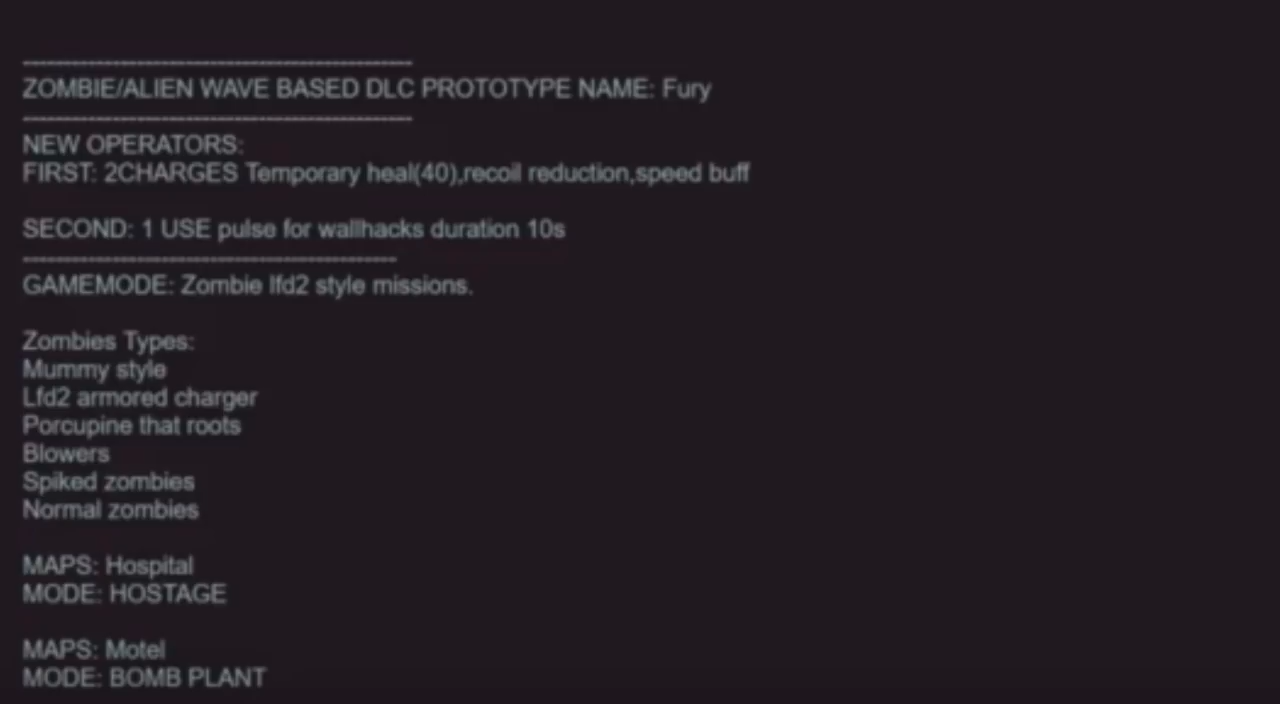 ------------------------------------------------
ZOMBIE/ALIEN WAVE BASED DLC PROTOTYPE NAME: Fury
------------------------------------------------
NEW OPERATORS:
FIRST: 2CHARGES Temporary heal(40),recoil reduction,speed buff
SECOND: 1 USE pulse for wallhacks duration 10s
----------------------------------------------
GAMEMODE: Zombie lfd2 style missions.
Zombies Types:
Mummy style
Lfd2 armored charger
Porcupine that roots
Blowers
Spiked zombies
Normal zombies
MAPS: Hospital
MODE: HOSTAGE
MAPS: Motel
MODE: BOMB PLANT